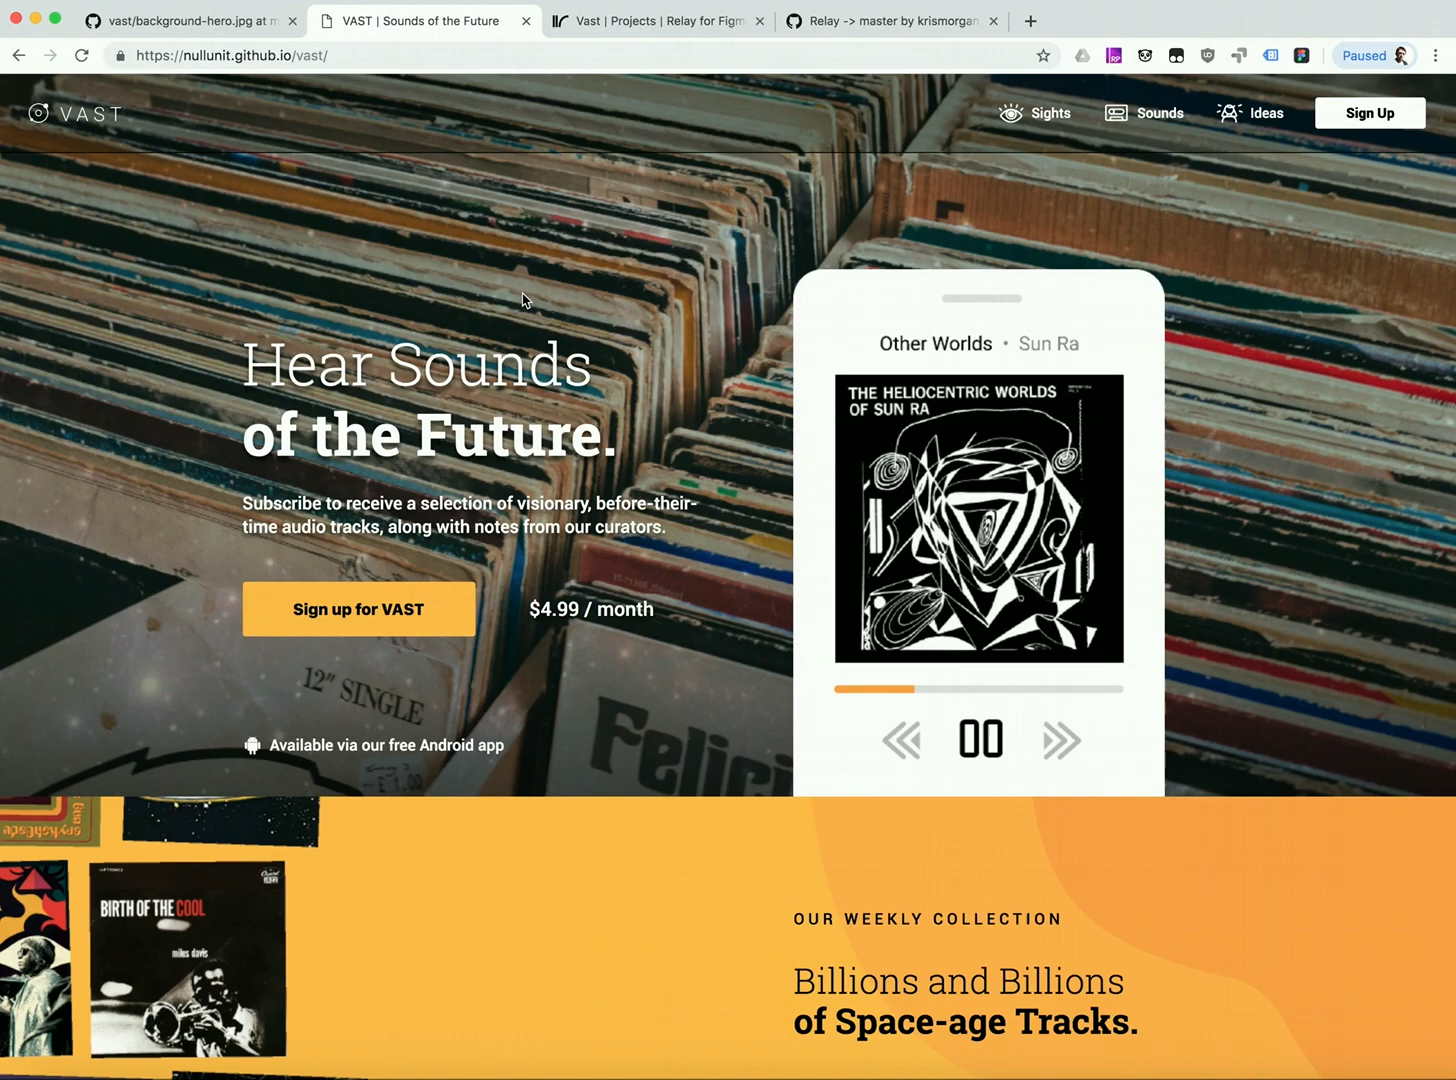 vast/background-hero.jpg at m
VAST | Sounds of the Future
Vast | Projects | Relay for Figm
Relay -> master by krismorgan
https://nullunit.github.io/vast/
RP
Paused
VAST
Sights
Sounds
Ideas
Sign Up
Hear Sounds
of the Future.
Subscribe to receive a selection of visionary, before-their-
time audio tracks, along with notes from our curators.
Sign up for VAST
$4.99 / month
12" SINGLE
Felici
£1.00
Available via our free Android app
Other Worlds • Sun Ra
THE HELIOCENTRIC WORLDS
OF SUN RA
BIRTH OF THE COOL
miles davis
OUR WEEKLY COLLECTION
Billions and Billions
of Space-age Tracks.